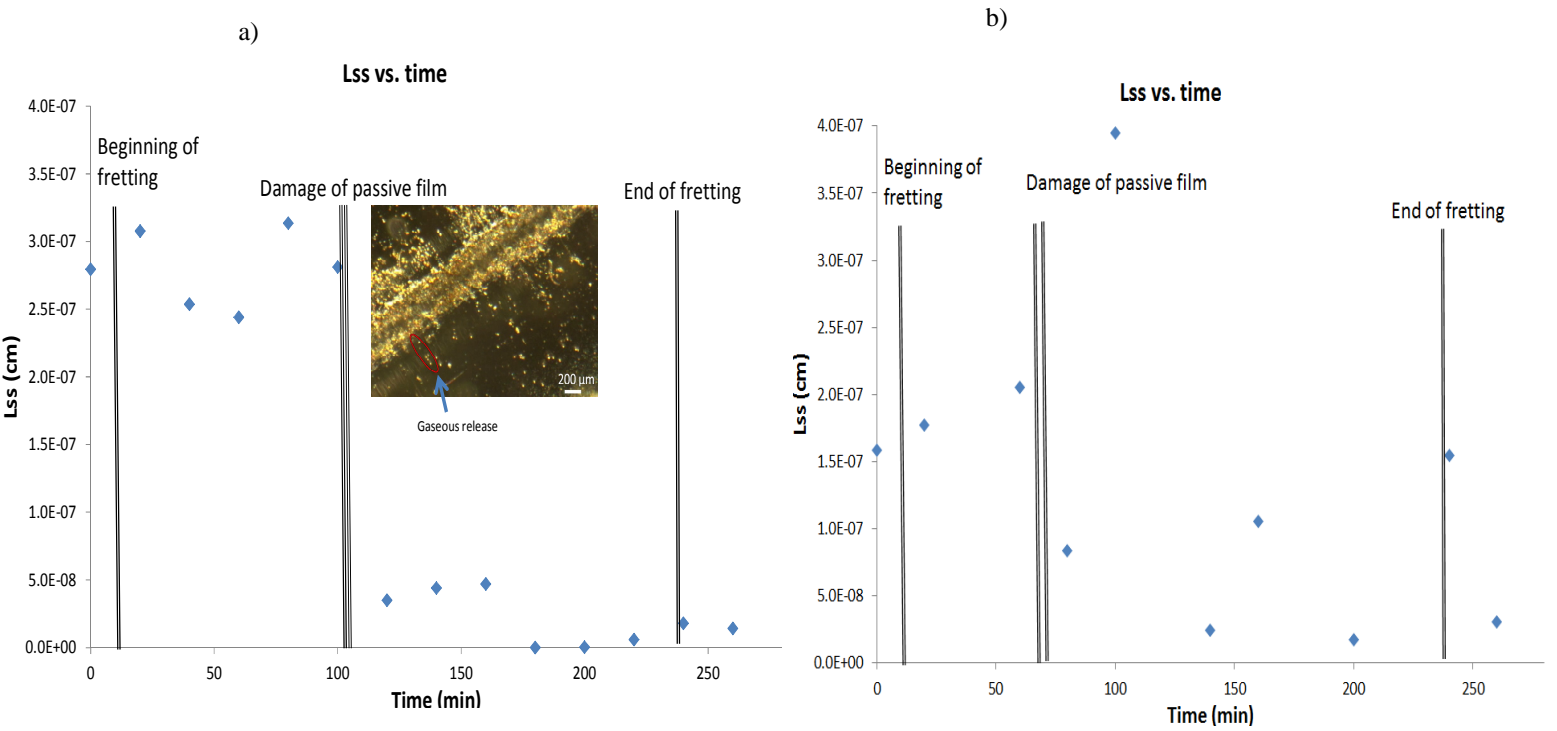 a)
Lss vs. time
4.0E-07
3.5E-07
3.0E-07
2.5E-07
2.0E-07
1.5E-07
1.0E-07
5.0E-08
0.0E+00
Lss (cm)
Beginning of
fretting
Damage of passive film
End of fretting
200 µm
Gaseous release
0 50 100 150 200 250
Time (min)
b)
Lss vs. time
4.0E-07
3.5E-07
3.0E-07
2.5E-07
2.0E-07
1.5E-07
1.0E-07
5.0E-08
0.0E+00
Lss (cm)
Beginning of
fretting
Damage of passive film
End of fretting
0 50 100 150 200 250
Time (min)